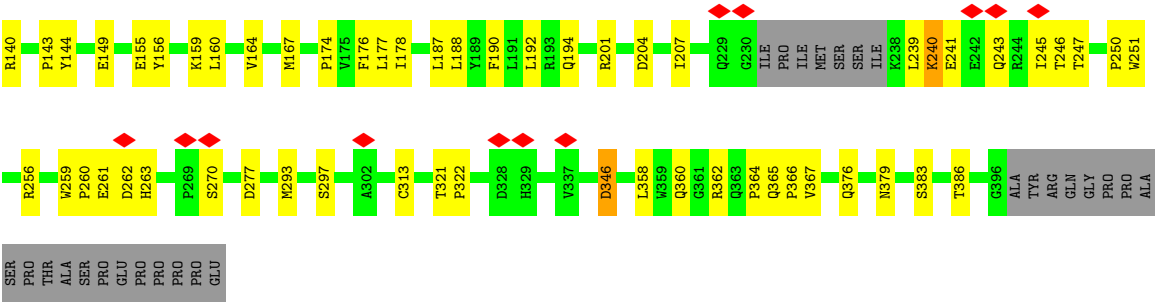 R140 P143 Y144 E149 E155 Y156 K159 L160 V164 M167 P174 V175 F176 L177 I178 L187 L188 Y189 F190 L191 L192 R193 Q194 R201 D204 I207 Q229 G230 ILE PRO ILE MET SER SER ILE K238 L239 K240 E241 E242 Q243 R244 I245 T246 T247 P250 W251
R256 W259 P260 E261 D262 H263 P269 S270 D277 M293 S297 A302 C313 T321 P322 D328 H329 V337 D346 L358 W359 Q360 G361 R362 Q363 P364 Q365 P366 V367 Q376 N379 S383 T386 G396 ALA TYR ARG GLN GLY PRO PRO ALA
SER PRO THR ALA SER PRO GLU PRO PRO PRO PRO GLU